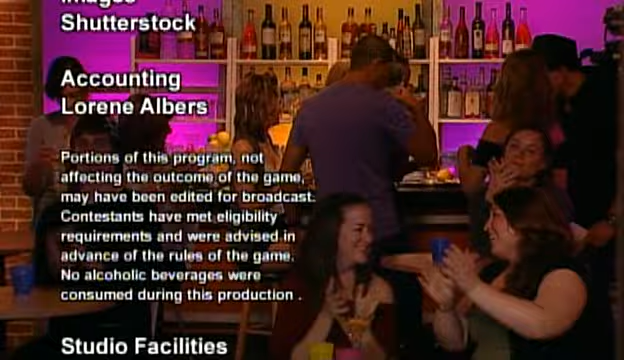 Images
Shutterstock
Accounting
Lorene Albers
Portions of this program, not
affecting the outcome of the game,
may have been edited for broadcast.
Contestants have met eligibility
requirements and were advised in
advance of the rules of the game.
No alcoholic beverages were
consumed during this production .
Studio Facilities